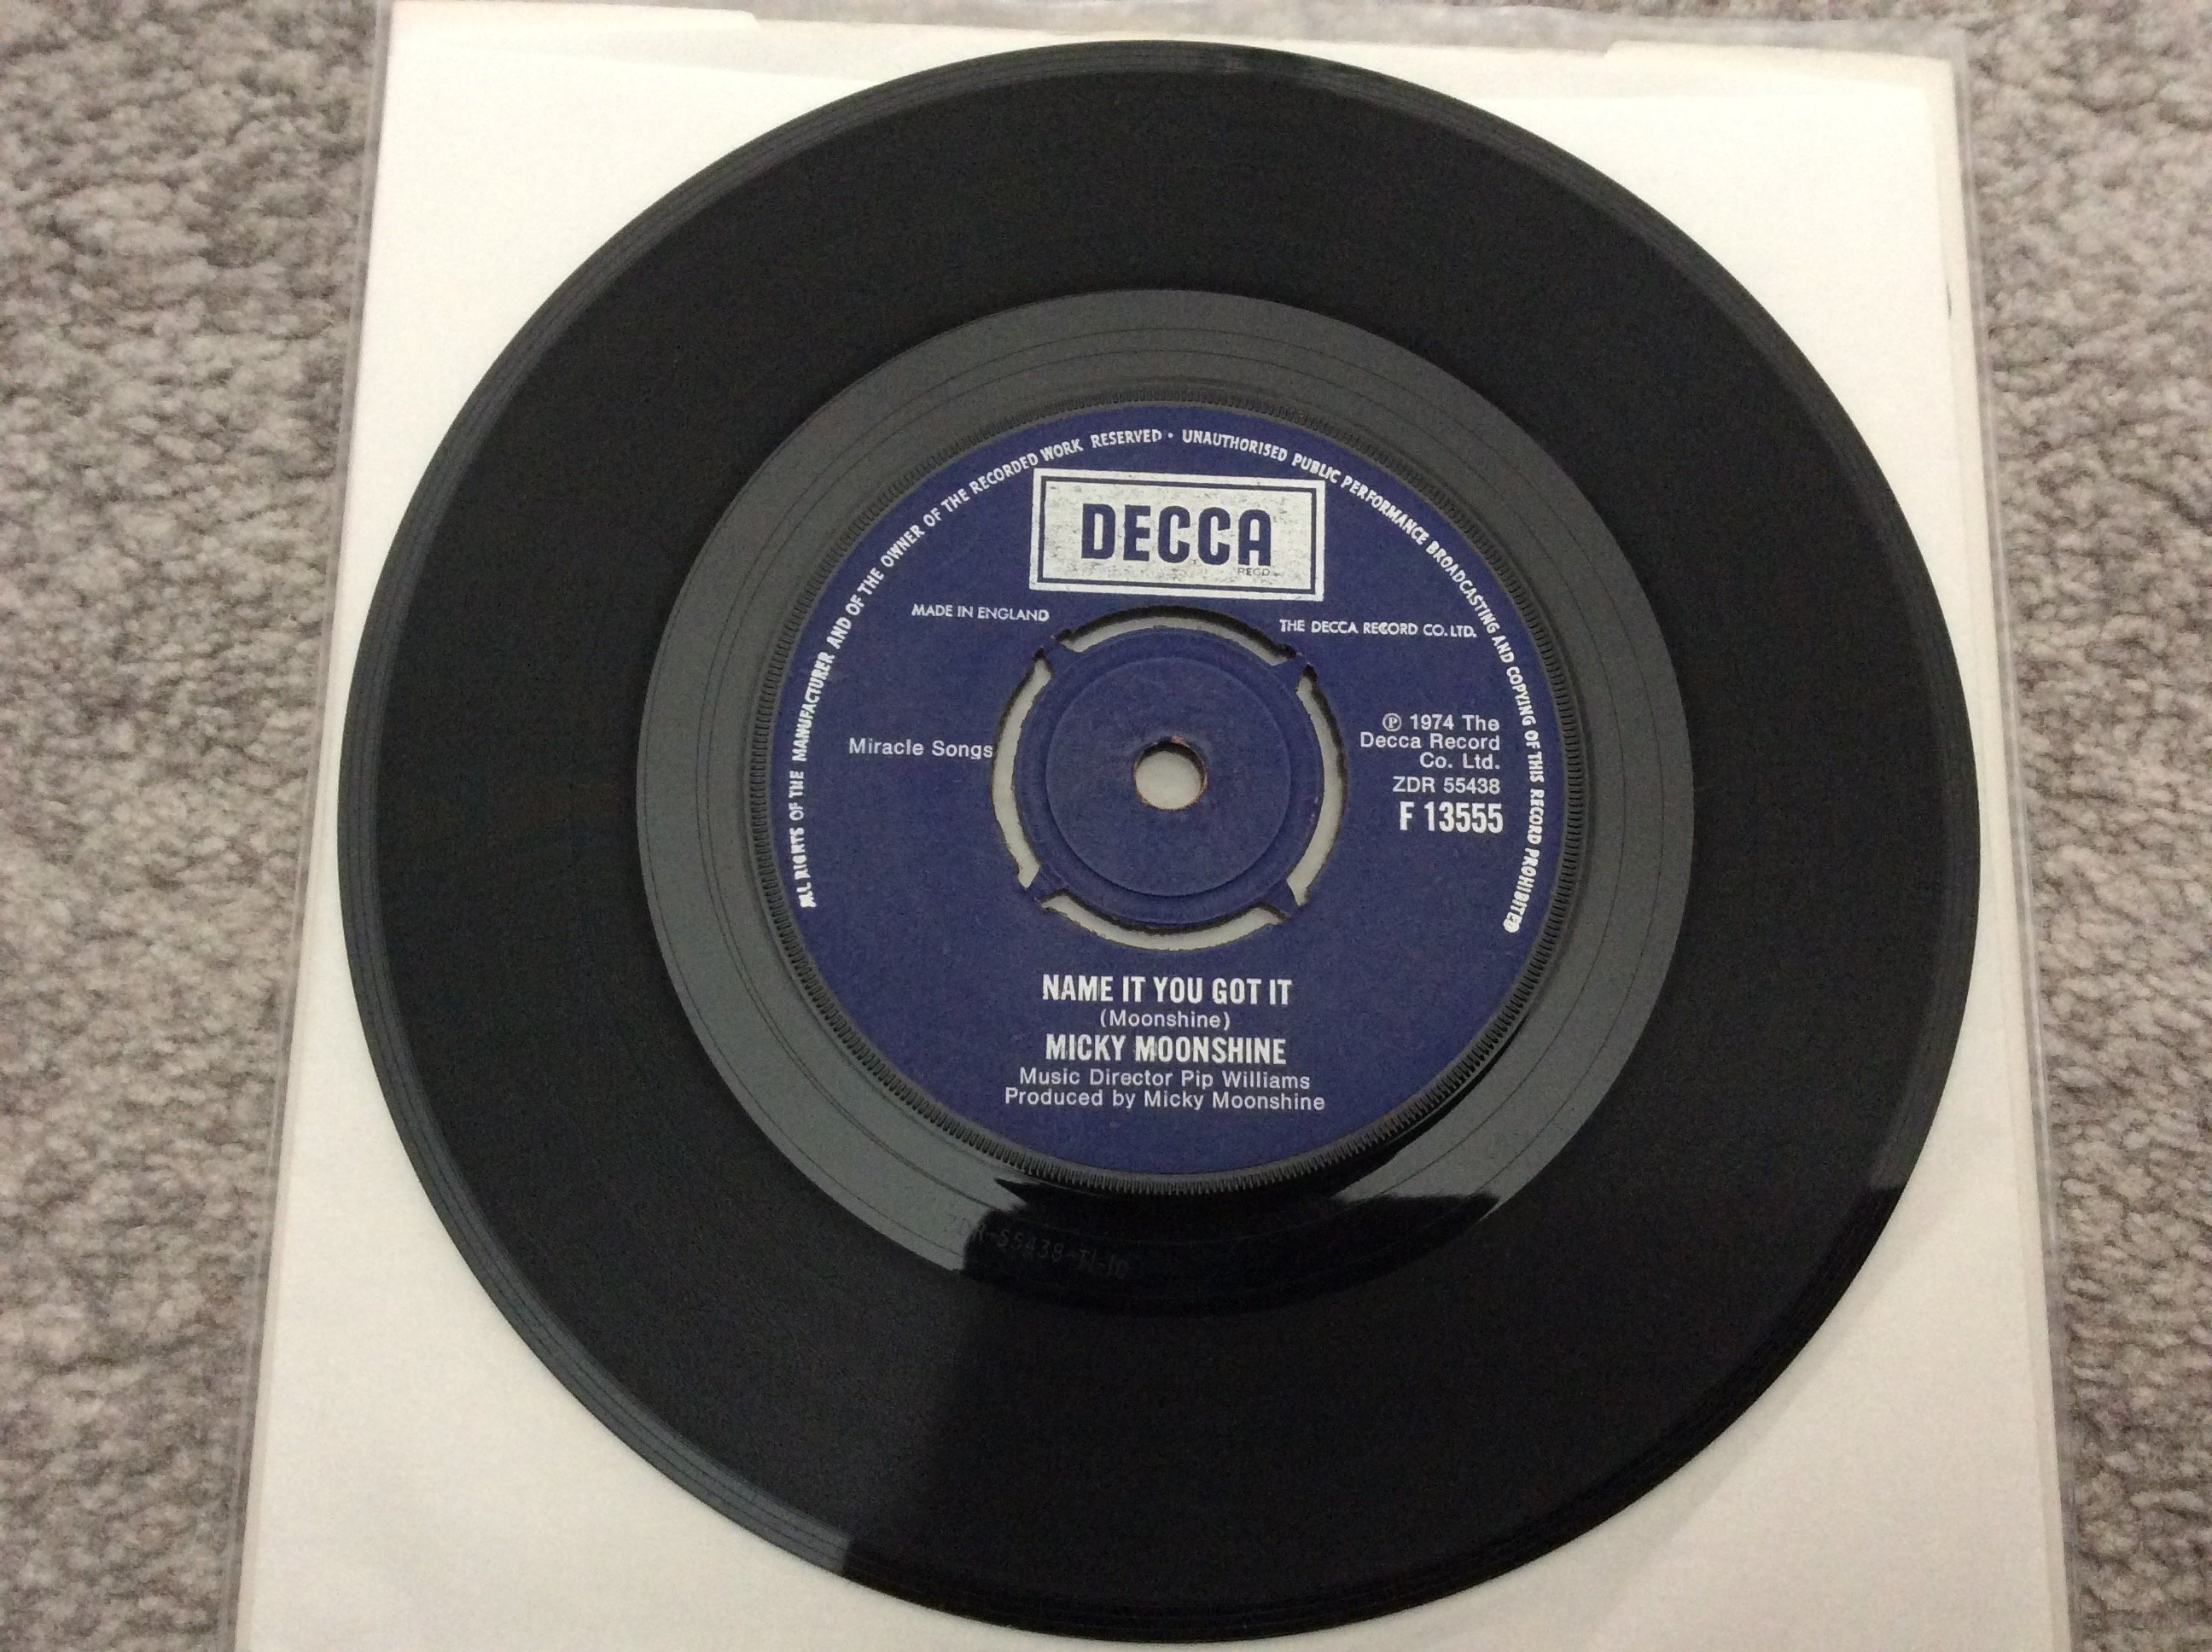 ALL RIGHTS OF THE MANUFACTURER AND OF THE OWNER OF THE RECORDED WORK RESERVED • UNAUTHORISED PUBLIC PERFORMANCE BROADCASTING AND COPYING OF THIS RECORD PROHIBITED
DECCA
REGD
MADE IN ENGLAND
THE DECCA RECORD CO. LTD.
Miracle Songs
℗ 1974 The
Decca Record
Co. Ltd.
ZDR 55438
F 13555
NAME IT YOU GOT IT
(Moonshine)
MICKY MOONSHINE
Music Director Pip Williams
Produced by Micky Moonshine